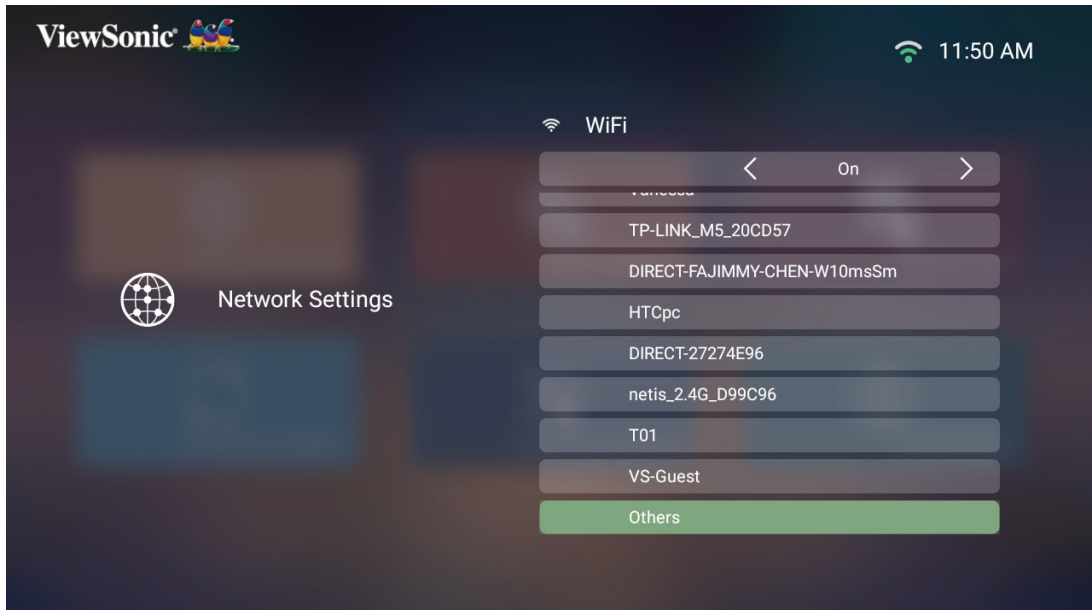 ViewSonic
11:50 AM
WiFi
On
Vanessa
TP-LINK_M5_20CD57
DIRECT-FAJIMMY-CHEN-W10msSm
Network Settings
HTCpc
DIRECT-27274E96
netis_2.4G_D99C96
T01
VS-Guest
Others